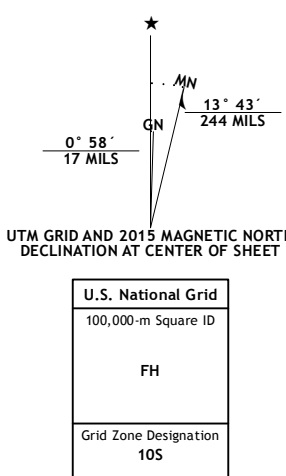 MN
GN
0° 58´
17 MILS
13° 43´
244 MILS
UTM GRID AND 2015 MAGNETIC NORTH
DECLINATION AT CENTER OF SHEET
U.S. National Grid
100,000-m Square ID
FH
Grid Zone Designation
10S